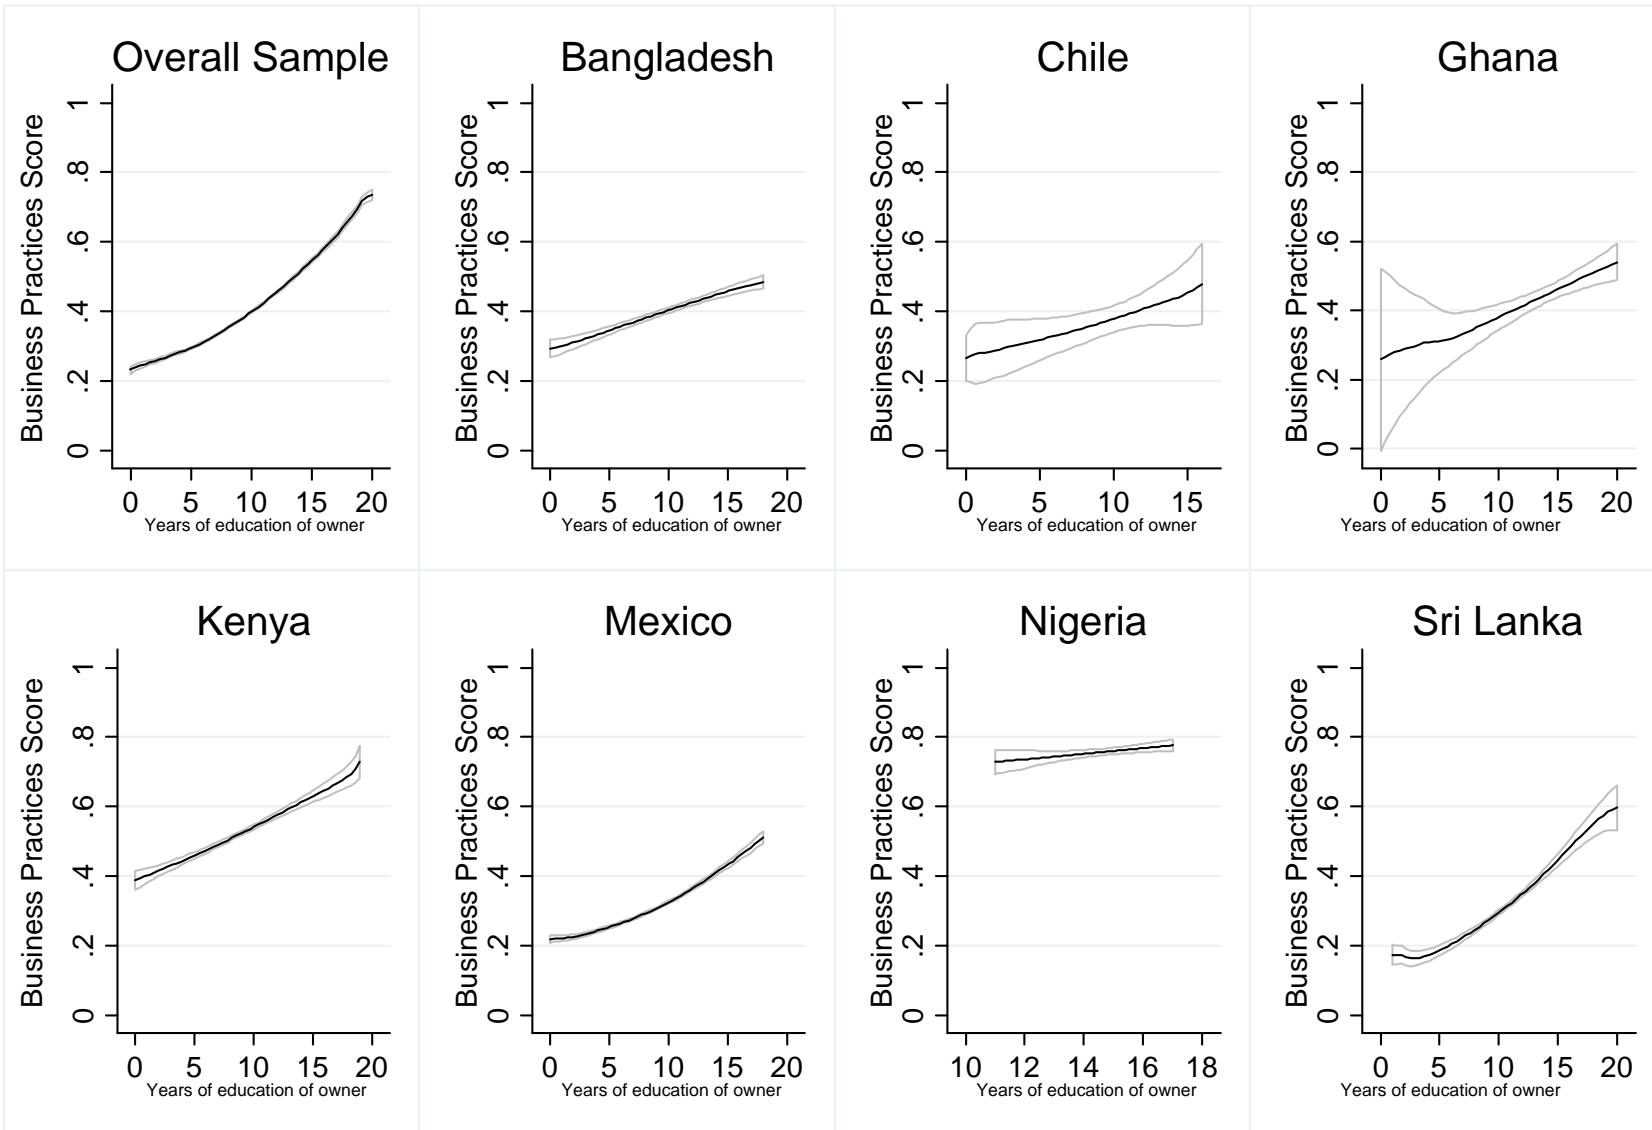 Overall Sample
Business Practices Score
0 .2 .4 .6 .8 1
0 5 10 15 20
Years of education of owner
Bangladesh
Business Practices Score
0 .2 .4 .6 .8 1
0 5 10 15 20
Years of education of owner
Chile
Business Practices Score
0 .2 .4 .6 .8 1
0 5 10 15
Years of education of owner
Ghana
Business Practices Score
0 .2 .4 .6 .8 1
0 5 10 15 20
Years of education of owner
Kenya
Business Practices Score
0 .2 .4 .6 .8 1
0 5 10 15 20
Years of education of owner
Mexico
Business Practices Score
0 .2 .4 .6 .8 1
0 5 10 15 20
Years of education of owner
Nigeria
Business Practices Score
0 .2 .4 .6 .8 1
10 12 14 16 18
Years of education of owner
Sri Lanka
Business Practices Score
0 .2 .4 .6 .8 1
0 5 10 15 20
Years of education of owner